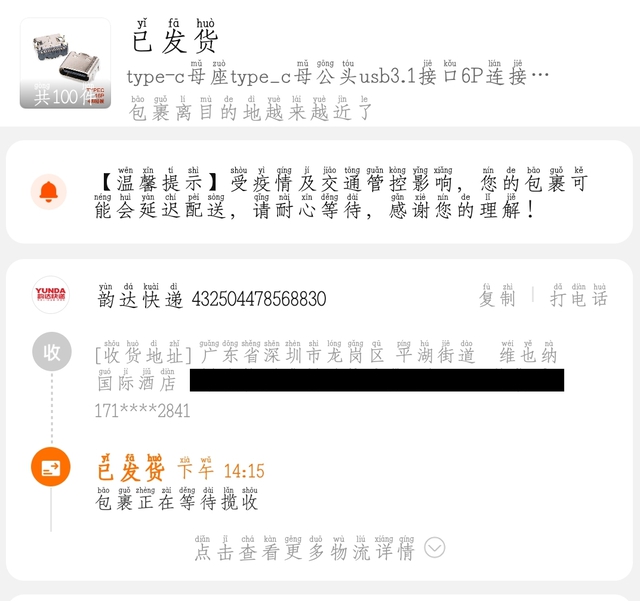 已发货
type-c母座type_c母公头usb3.1接口6P连接…
共100件
包裹离目的地越来越近了
【温馨提示】受疫情及交通管控影响，您的包裹可
能会延迟配送，请耐心等待，感谢您的理解！
YUNDA
韵达快递
韵达快递 432504478568830
复制
打电话
收
[收货地址] 广东省深圳市龙岗区 平湖街道 维也纳
国际酒店
171****2841
已发货 下午 14:15
包裹正在等待揽收
点击查看更多物流详情